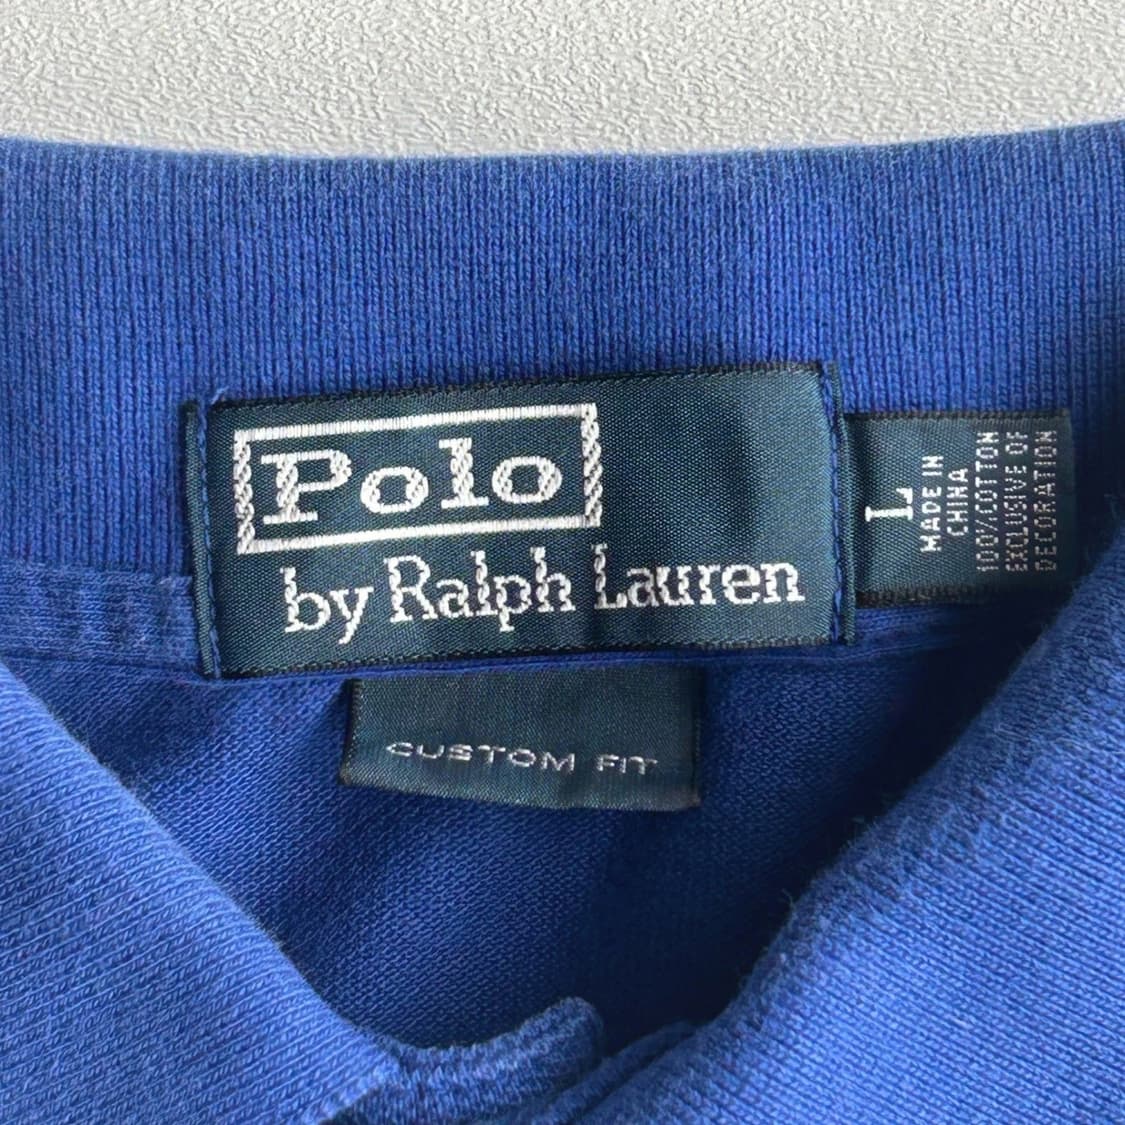 Polo
by Ralph Lauren
L
MADE IN
CHINA
100%COTTON
EXCLUSIVE OF
DECORATION
CUSTOM FIT